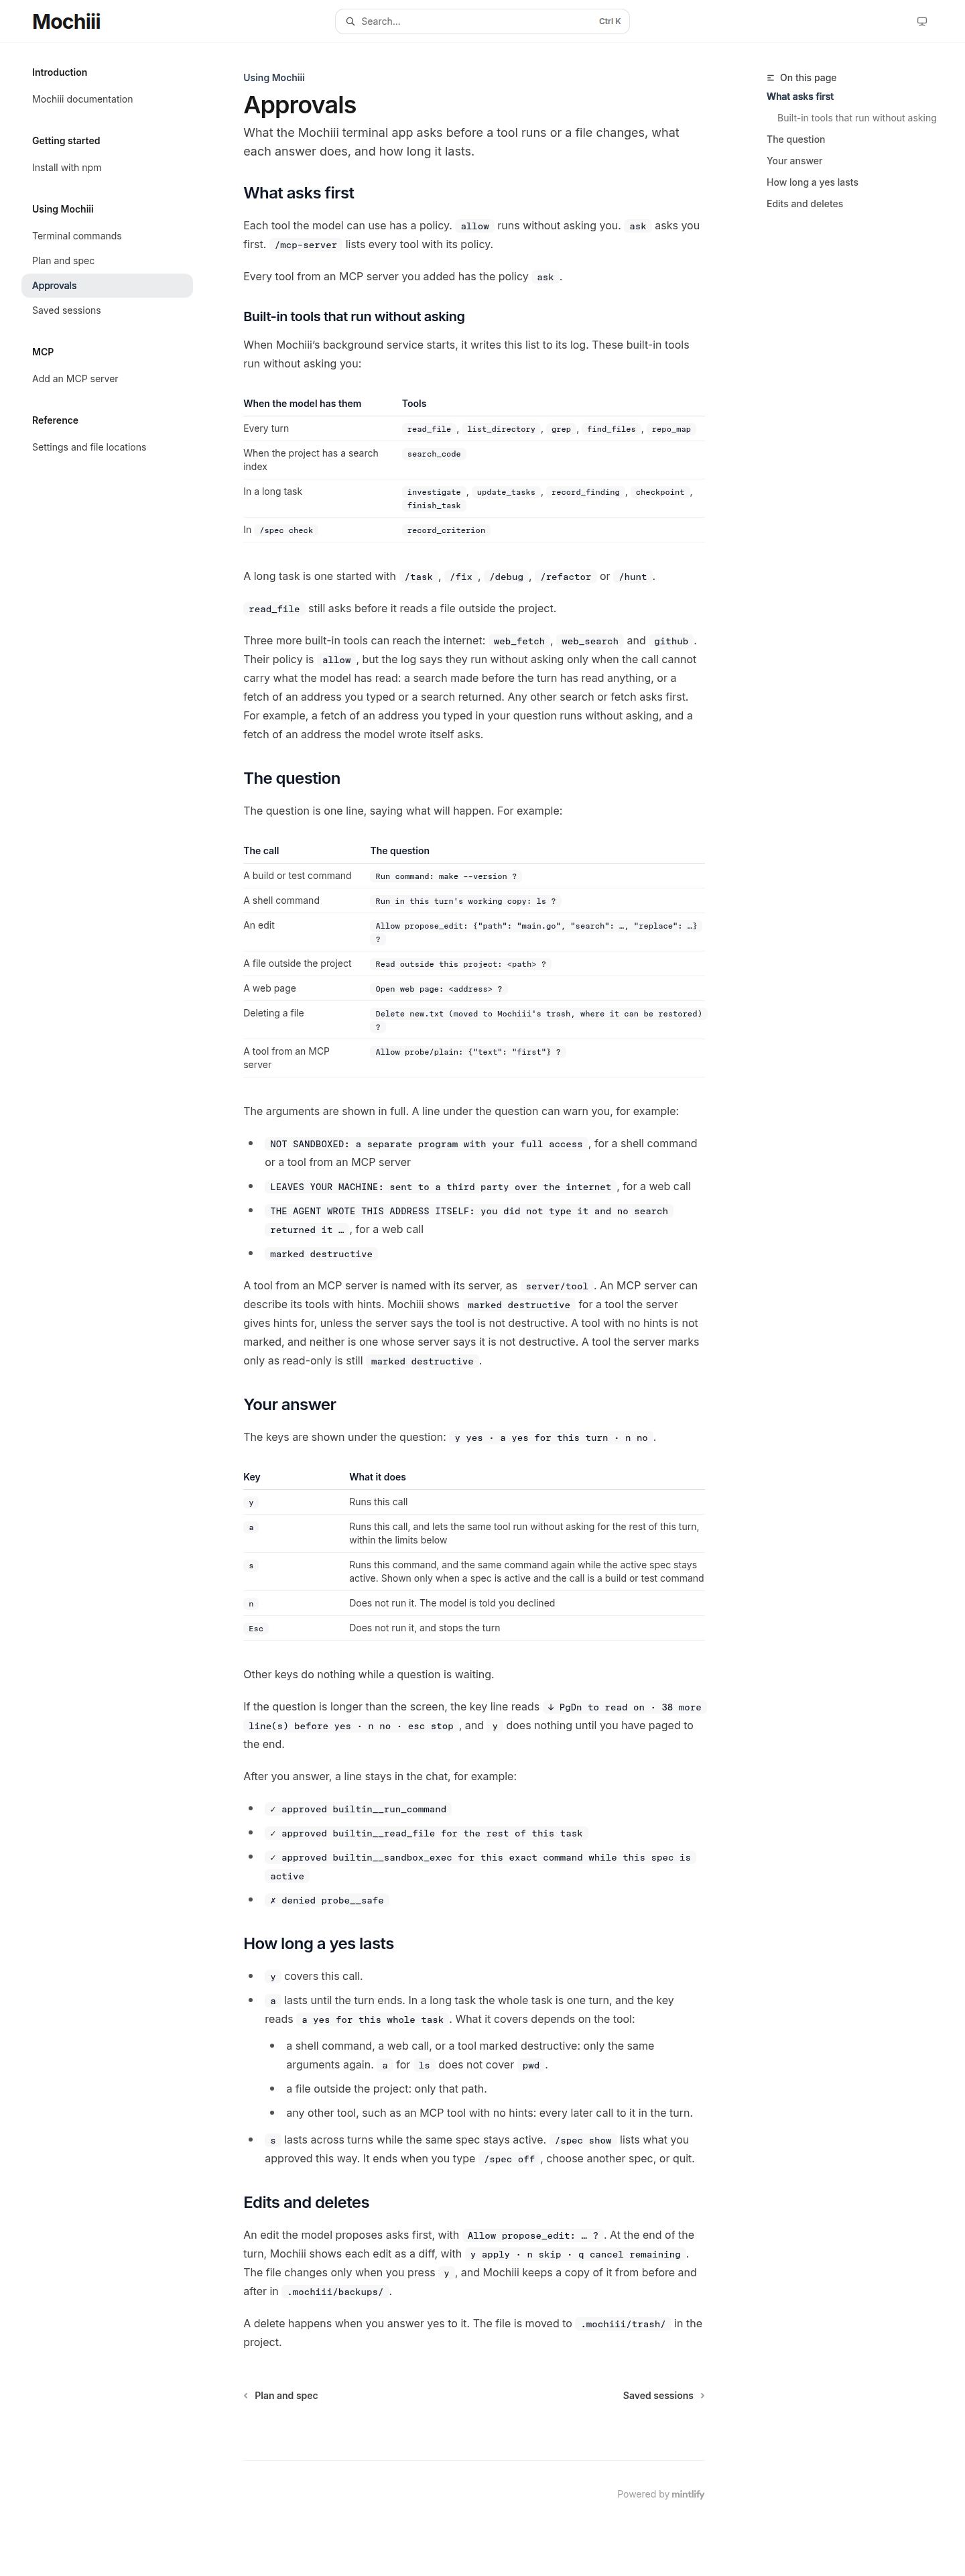 Mochiii
Search...
Ctrl K
Introduction
Mochiii documentation
Getting started
Install with npm
Using Mochiii
Terminal commands
Plan and spec
Approvals
Saved sessions
MCP
Add an MCP server
Reference
Settings and file locations
Using Mochiii
Approvals
What the Mochiii terminal app asks before a tool runs or a file changes, what
each answer does, and how long it lasts.
What asks first
Each tool the model can use has a policy. allow runs without asking you. ask asks you
first. /mcp-server lists every tool with its policy.
Every tool from an MCP server you added has the policy ask .
Built-in tools that run without asking
When Mochiii’s background service starts, it writes this list to its log. These built-in tools
run without asking you:
When the model has them Tools
Every turn read_file , list_directory , grep , find_files , repo_map
When the project has a search search_code
index
In a long task investigate , update_tasks , record_finding , checkpoint ,
finish_task
In /spec check record_criterion
A long task is one started with /task , /fix , /debug , /refactor or /hunt .
read_file still asks before it reads a file outside the project.
Three more built-in tools can reach the internet: web_fetch , web_search and github .
Their policy is allow , but the log says they run without asking only when the call cannot
carry what the model has read: a search made before the turn has read anything, or a
fetch of an address you typed or a search returned. Any other search or fetch asks first.
For example, a fetch of an address you typed in your question runs without asking, and a
fetch of an address the model wrote itself asks.
The question
The question is one line, saying what will happen. For example:
The call The question
A build or test command Run command: make --version ?
A shell command Run in this turn's working copy: ls ?
An edit Allow propose_edit: {"path": "main.go", "search": …, "replace": …}
?
A file outside the project Read outside this project: <path> ?
A web page Open web page: <address> ?
Deleting a file Delete new.txt (moved to Mochiii's trash, where it can be restored)
?
A tool from an MCP Allow probe/plain: {"text": "first"} ?
server
The arguments are shown in full. A line under the question can warn you, for example:
NOT SANDBOXED: a separate program with your full access , for a shell command
or a tool from an MCP server
LEAVES YOUR MACHINE: sent to a third party over the internet , for a web call
THE AGENT WROTE THIS ADDRESS ITSELF: you did not type it and no search
returned it … , for a web call
marked destructive
A tool from an MCP server is named with its server, as server/tool . An MCP server can
describe its tools with hints. Mochiii shows marked destructive for a tool the server
gives hints for, unless the server says the tool is not destructive. A tool with no hints is not
marked, and neither is one whose server says it is not destructive. A tool the server marks
only as read-only is still marked destructive .
Your answer
The keys are shown under the question: y yes · a yes for this turn · n no .
Key What it does
y Runs this call
a Runs this call, and lets the same tool run without asking for the rest of this turn,
within the limits below
s Runs this command, and the same command again while the active spec stays
active. Shown only when a spec is active and the call is a build or test command
n Does not run it. The model is told you declined
Esc Does not run it, and stops the turn
Other keys do nothing while a question is waiting.
If the question is longer than the screen, the key line reads ↓ PgDn to read on · 38 more
line(s) before yes · n no · esc stop , and y does nothing until you have paged to
the end.
After you answer, a line stays in the chat, for example:
✓ approved builtin__run_command
✓ approved builtin__read_file for the rest of this task
✓ approved builtin__sandbox_exec for this exact command while this spec is
active
✗ denied probe__safe
How long a yes lasts
y covers this call.
a lasts until the turn ends. In a long task the whole task is one turn, and the key
reads a yes for this whole task . What it covers depends on the tool:
a shell command, a web call, or a tool marked destructive: only the same
arguments again. a for ls does not cover pwd .
a file outside the project: only that path.
any other tool, such as an MCP tool with no hints: every later call to it in the turn.
s lasts across turns while the same spec stays active. /spec show lists what you
approved this way. It ends when you type /spec off , choose another spec, or quit.
Edits and deletes
An edit the model proposes asks first, with Allow propose_edit: … ? . At the end of the
turn, Mochiii shows each edit as a diff, with y apply · n skip · q cancel remaining .
The file changes only when you press y , and Mochiii keeps a copy of it from before and
after in .mochiii/backups/ .
A delete happens when you answer yes to it. The file is moved to .mochiii/trash/ in the
project.
Plan and spec
Saved sessions
Powered by mintlify
On this page
What asks first
Built-in tools that run without asking
The question
Your answer
How long a yes lasts
Edits and deletes